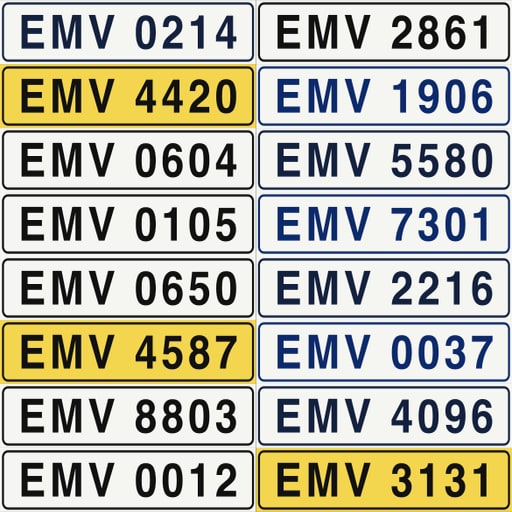 EMV 0214
EMV 2861
EMV 4420
EMV 1906
EMV 0604
EMV 5580
EMV 0105
EMV 7301
EMV 0650
EMV 2216
EMV 4587
EMV 0037
EMV 8803
EMV 4096
EMV 0012
EMV 3131